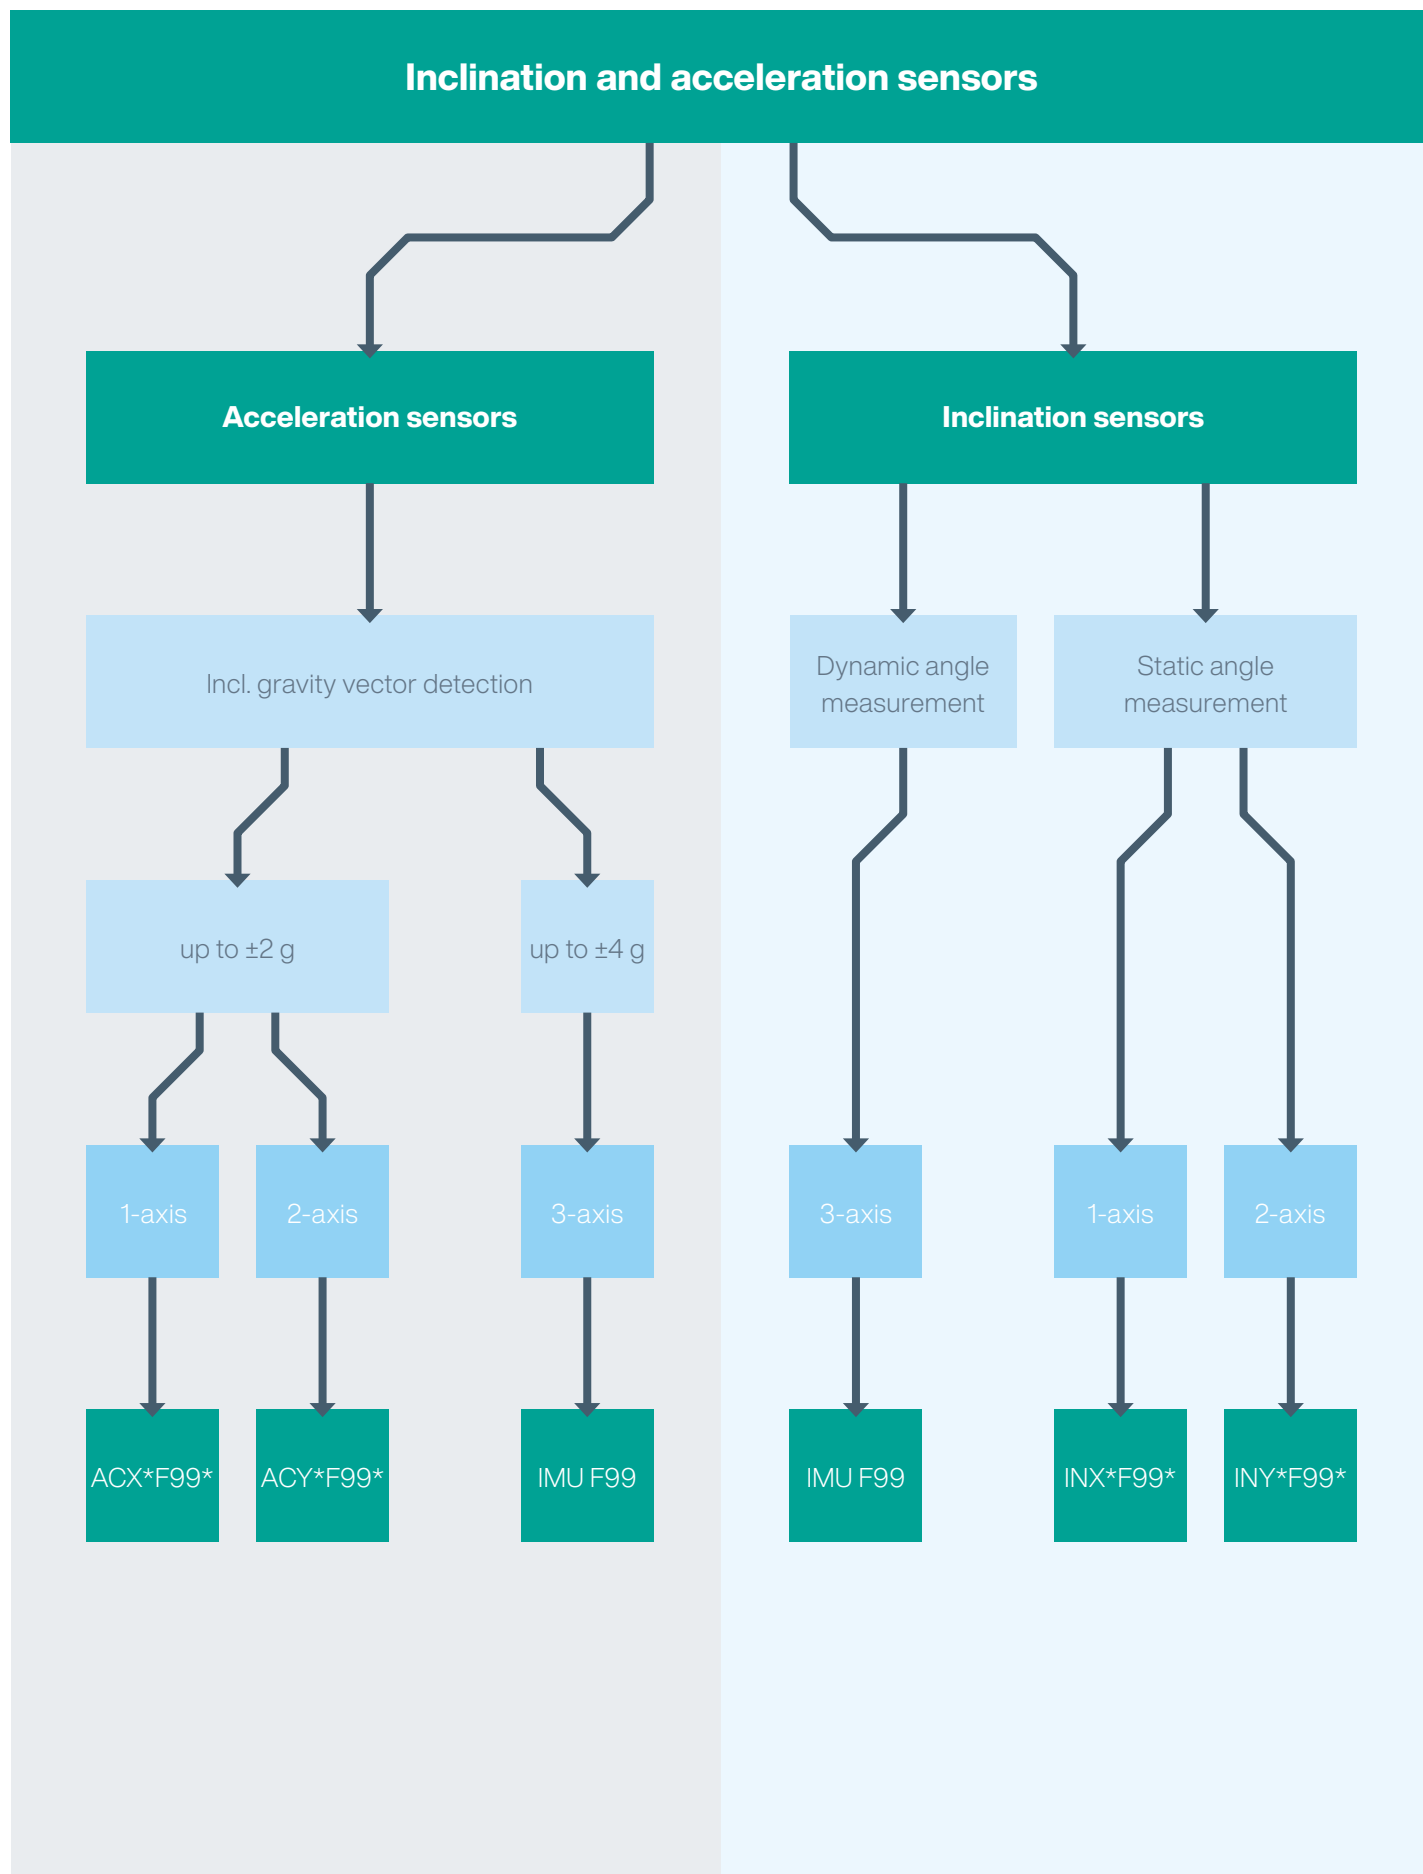 Inclination and acceleration sensors
Acceleration sensors
Inclination sensors
Incl. gravity vector detection
Dynamic angle
measurement
Static angle
measurement
up to ±2 g
up to ±4 g
1-axis
2-axis
3-axis
3-axis
1-axis
2-axis
ACX*F99*
ACY*F99*
IMU F99
IMU F99
INX*F99*
INY*F99*